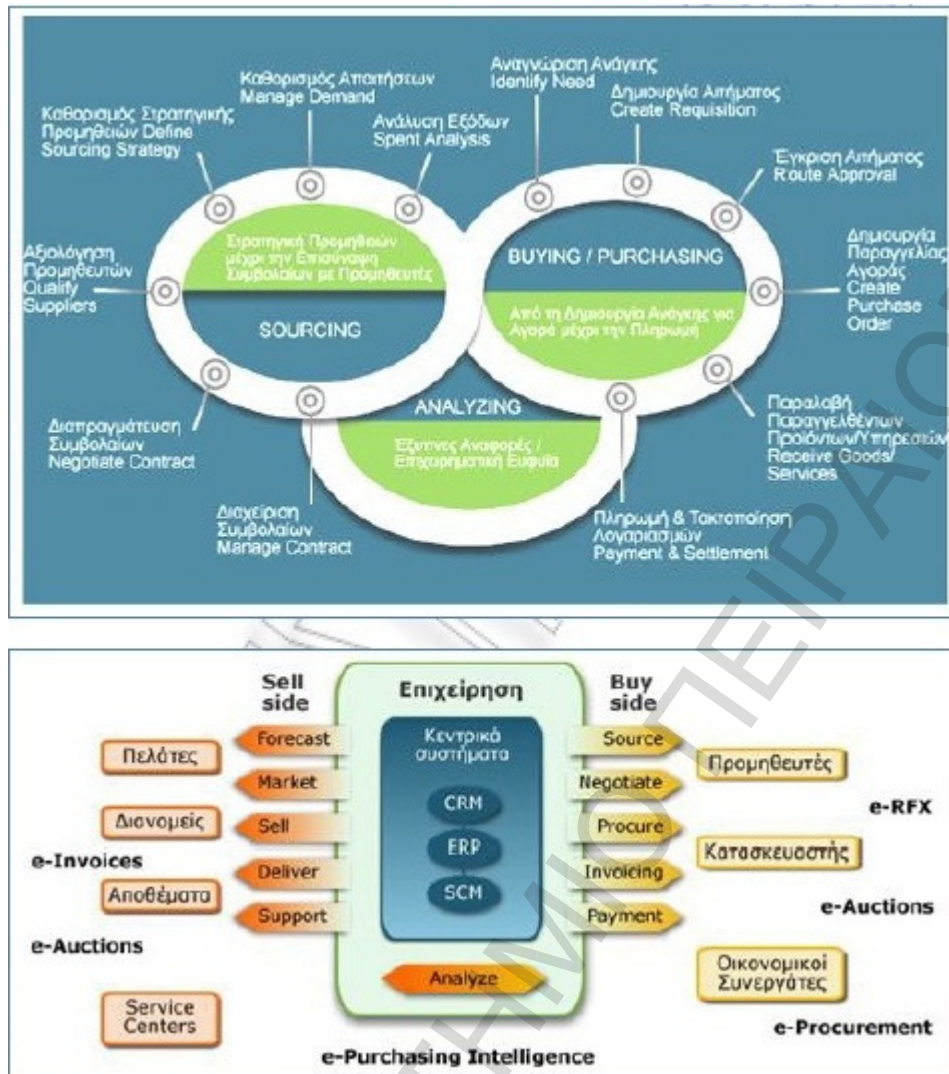 Καθορισμός Στρατηγικής
Προμηθειών Define
Sourcing Strategy
Καθορισμός Απαιτήσεων
Manage Demand
Ανάλυση Εξόδων
Spent Analysis
Αναγνώριση Ανάγκης
Identify Need
Δημιουργία Αιτήματος
Create Requisition
Έγκριση Αιτήματος
Route Approval
Αξιολόγηση
Προμηθευτών
Qualify
Suppliers
Στρατηγική Προμηθειών
μέχρι την Επισύναψη
Συμβολαίων με Προμηθευτές
SOURCING
BUYING / PURCHASING
Από τη Δημιουργία Ανάγκης για
Αγορά μέχρι την Πληρωμή
Δημιουργία
Παραγγελίας
Αγοράς
Create
Purchase
Order
Διαπραγμάτευση
Συμβολαίων
Negotiate Contract
ANALYZING
Έξυπνες Αναφορές /
Επιχειρηματική Ευφυΐα
Παραλαβή
Παραγγελθέντων
Προϊόντων/Υπηρεσιών
Receive Goods/
Services
Διαχείριση
Συμβολαίων
Manage Contract
Πληρωμή & Τακτοποίηση
Λογαριασμών
Payment & Settlement
Sell
side
Επιχείρηση
Buy
side
Πελάτες
Διανομείς
e-Invoices
Αποθέματα
e-Auctions
Service
Centers
Forecast
Market
Sell
Deliver
Support
Κεντρικά
συστήματα
CRM
ERP
SCM
Analyze
Source
Negotiate
Procure
Invoicing
Payment
Προμηθευτές
e-RFX
Κατασκευαστής
e-Auctions
Οικονομικοί
Συνεργάτες
e-Procurement
e-Purchasing Intelligence